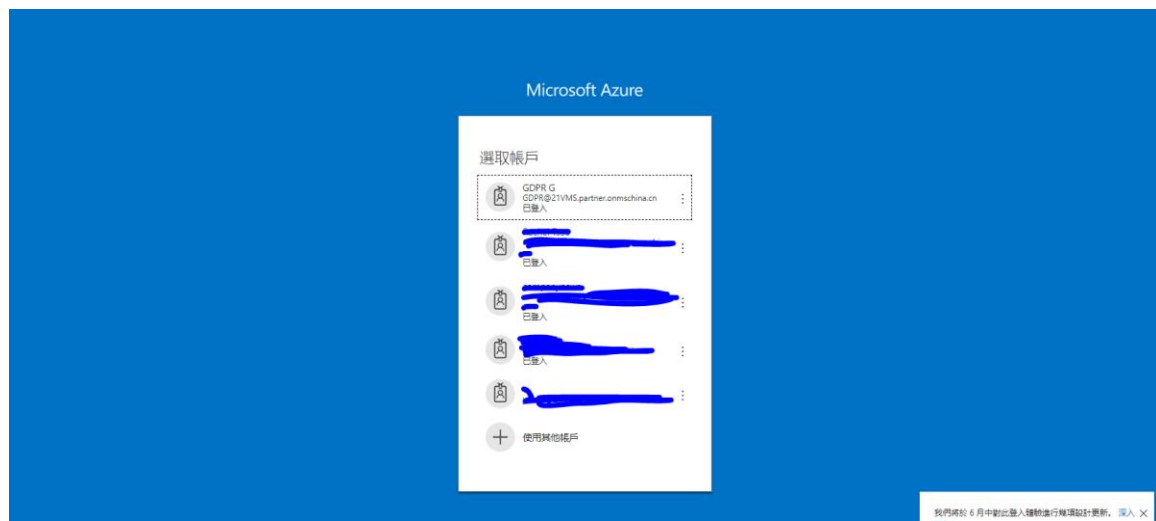 Microsoft Azure
選取帳戶
GDPR G
GDPR@21VMS.partner.onmschina.cn
已登入
已登入
已登入
已登入
使用其他帳戶
我們將於 6 月中對此登入體驗進行幾項設計更新。 深入